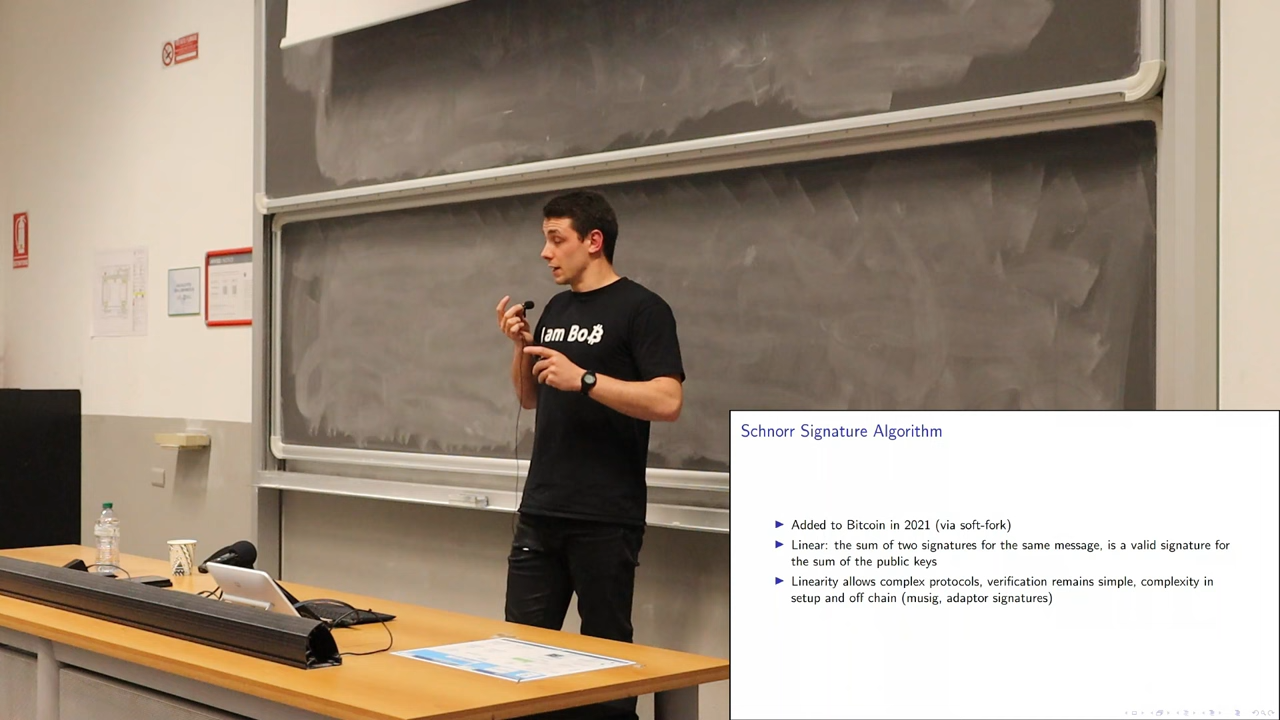 I am Bo₿
Schnorr Signature Algorithm
▶ Added to Bitcoin in 2021 (via soft-fork)
▶ Linear: the sum of two signatures for the same message, is a valid signature for
the sum of the public keys
▶ Linearity allows complex protocols, verification remains simple, complexity in
setup and off chain (musig, adaptor signatures)